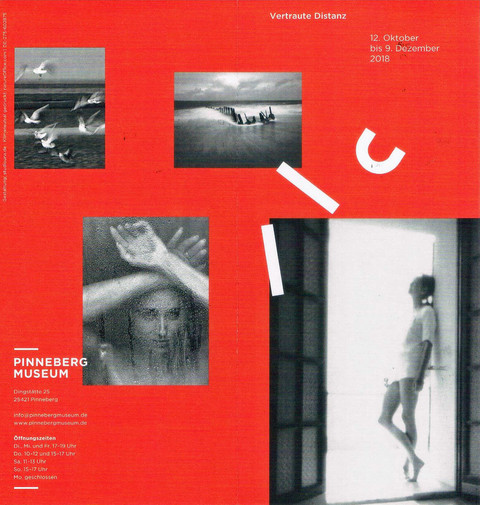 Vertraute Distanz
12. Oktober
bis 9. Dezember
2018
PINNEBERG
MUSEUM
Dingstätte 25
25421 Pinneberg
info@pinnebergmuseum.de
www.pinnebergmuseum.de
Öffnungszeiten
Di., Mi. und Fr. 17–19 Uhr
Do. 10–12 und 15–17 Uhr
Sa. 11–13 Uhr
So. 15–17 Uhr
Mo. geschlossen